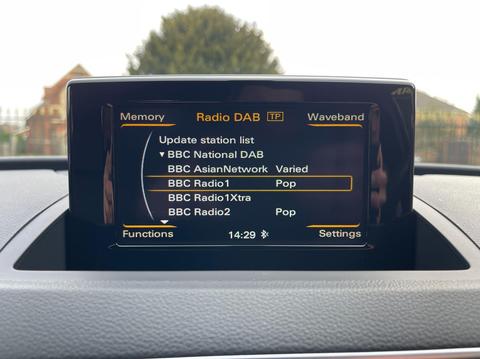 Memory Radio DAB TP Waveband
Update station list
▼ BBC National DAB
BBC AsianNetwork Varied
BBC Radio1 Pop
BBC Radio1Xtra
BBC Radio2 Pop
Functions 14:29 Settings